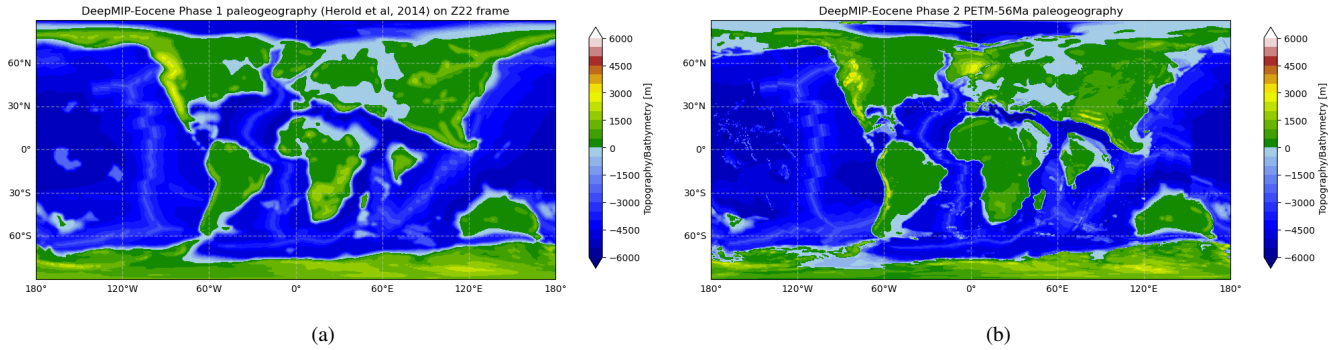 DeepMIP-Eocene Phase 1 paleogeography (Herold et al, 2014) on Z22 frame
60°N
30°N
0°
30°S
60°S
180° 120°W 60°W 0° 60°E 120°E 180°
6000
4500
3000
1500
0
−1500
−3000
−4500
−6000
Topography/Bathymetry [m]
(a)
DeepMIP-Eocene Phase 2 PETM-56Ma paleogeography
60°N
30°N
0°
30°S
60°S
180° 120°W 60°W 0° 60°E 120°E 180°
6000
4500
3000
1500
0
−1500
−3000
−4500
−6000
Topography/Bathymetry [m]
(b)